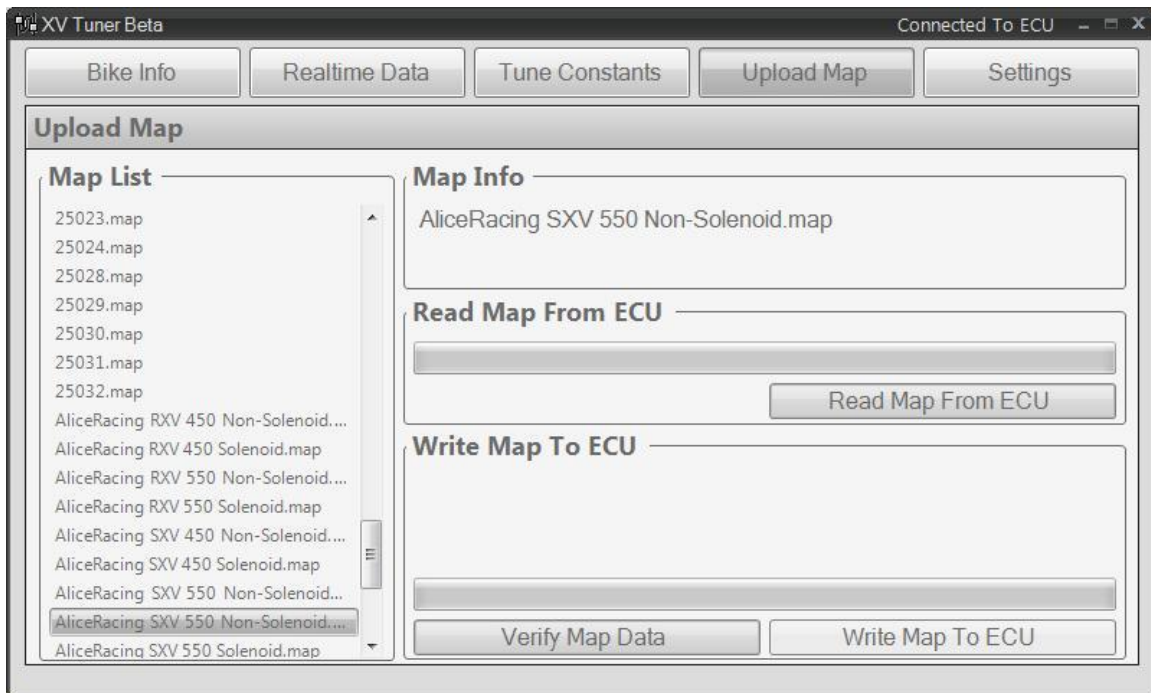 XV Tuner Beta
Connected To ECU
Bike Info
Realtime Data
Tune Constants
Upload Map
Settings
Upload Map
Map List
25023.map
25024.map
25028.map
25029.map
25030.map
25031.map
25032.map
AliceRacing RXV 450 Non-Solenoid....
AliceRacing RXV 450 Solenoid.map
AliceRacing RXV 550 Non-Solenoid....
AliceRacing RXV 550 Solenoid.map
AliceRacing SXV 450 Non-Solenoid....
AliceRacing SXV 450 Solenoid.map
AliceRacing SXV 550 Non-Solenoid...
AliceRacing SXV 550 Non-Solenoid....
AliceRacing SXV 550 Solenoid.map
Map Info
AliceRacing SXV 550 Non-Solenoid.map
Read Map From ECU
Read Map From ECU
Write Map To ECU
Verify Map Data
Write Map To ECU